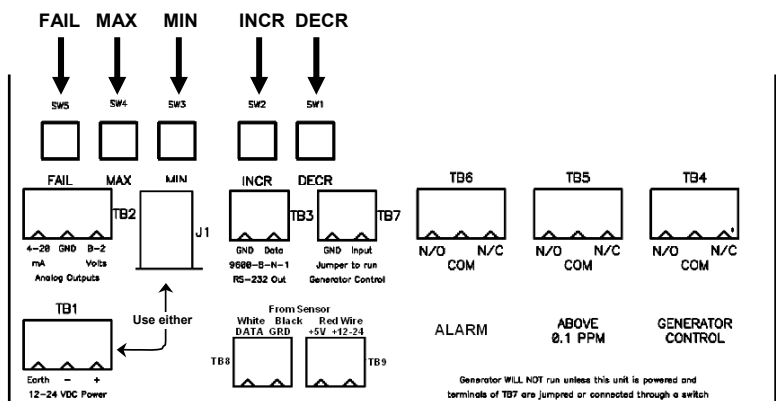 FAIL MAX MIN INCR DECR
SW5 SW4 SW3 SW2 SW1
FAIL MAX MIN INCR DECR
TB6 TB5 TB4
TB2 J1 TB3 TB7
4-20 GND 0-2
mA Volts
Analog Outputs
GND Data
9600-8-N-1
RS-232 Out
GND Input
Jumper to run
Generator Control
N/O N/C
COM
N/O N/C
COM
N/O N/C
COM
TB1
Use either
Earth - +
12-24 VDC Power
From Sensor
White Black Red Wire
DATA GRD +5V +12-24
TB8 TB9
ALARM
ABOVE
0.1 PPM
GENERATOR
CONTROL
Generator WILL NOT run unless this unit is powered and
terminals of TB7 are jumpred or connected through a switch